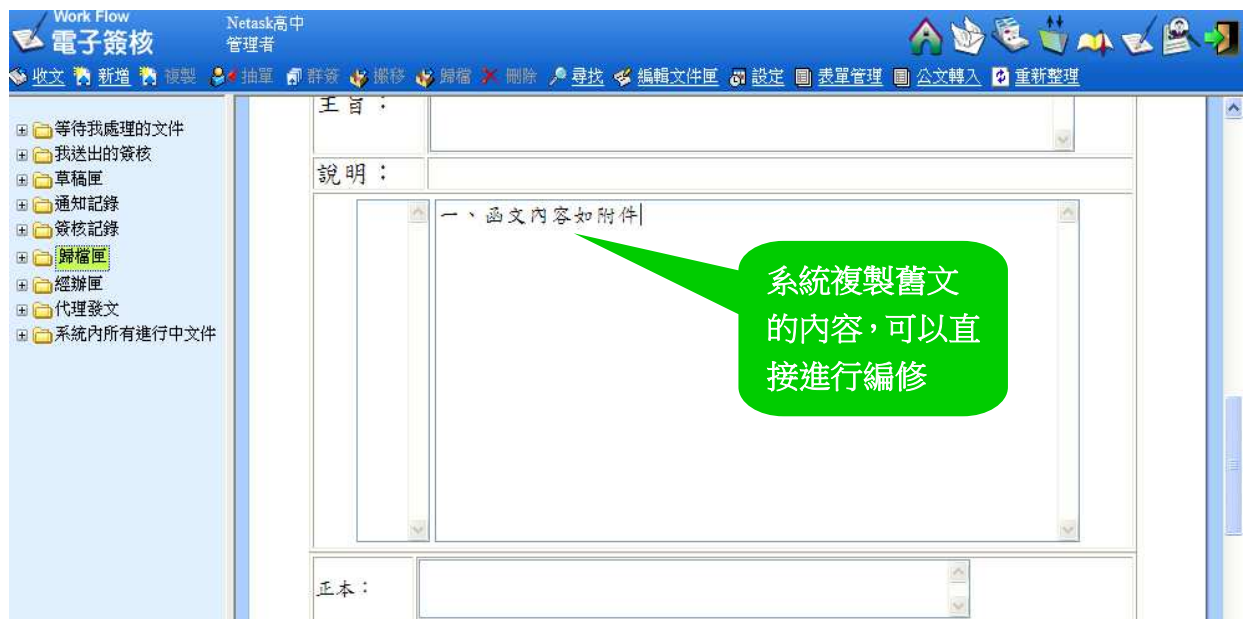 Work Flow
電子簽核
Netask高中
管理者
收文 新增 複製 抽單 群簽 搬移 歸檔 刪除 尋找 編輯文件匣 設定 表單管理 公文轉入 重新整理
等待我處理的文件
我送出的簽核
草稿匣
通知記錄
簽核記錄
歸檔匣
經辦匣
代理發文
系統內所有進行中文件
主旨：
說明：
一、函文內容如附件
系統複製舊文
的內容，可以直
接進行編修
正本：